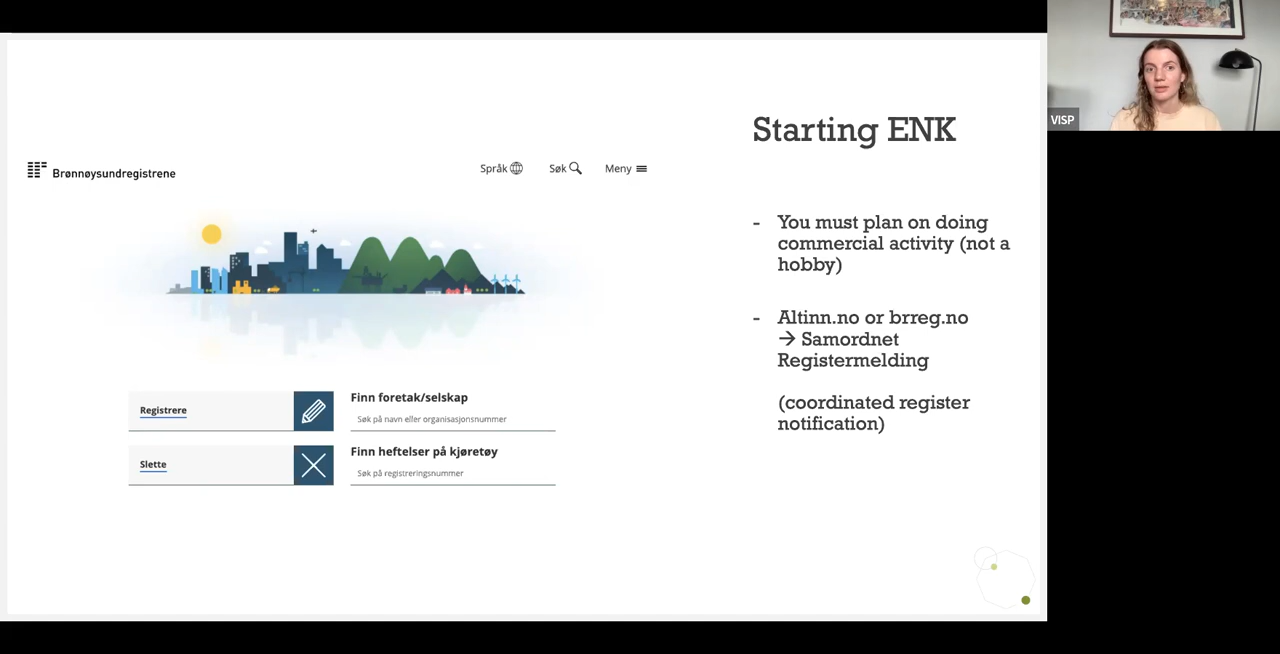 Brønnøysundregistrene
Språk
Søk
Meny
Registrere
Slette
Finn foretak/selskap
Søk på navn eller organisasjonsnummer
Finn heftelser på kjøretøy
Søk på registreringsnummer
Starting ENK
- You must plan on doing
commercial activity (not a
hobby)
- Altinn.no or brreg.no
→ Samordnet
Registermelding
(coordinated register
notification)
VISP